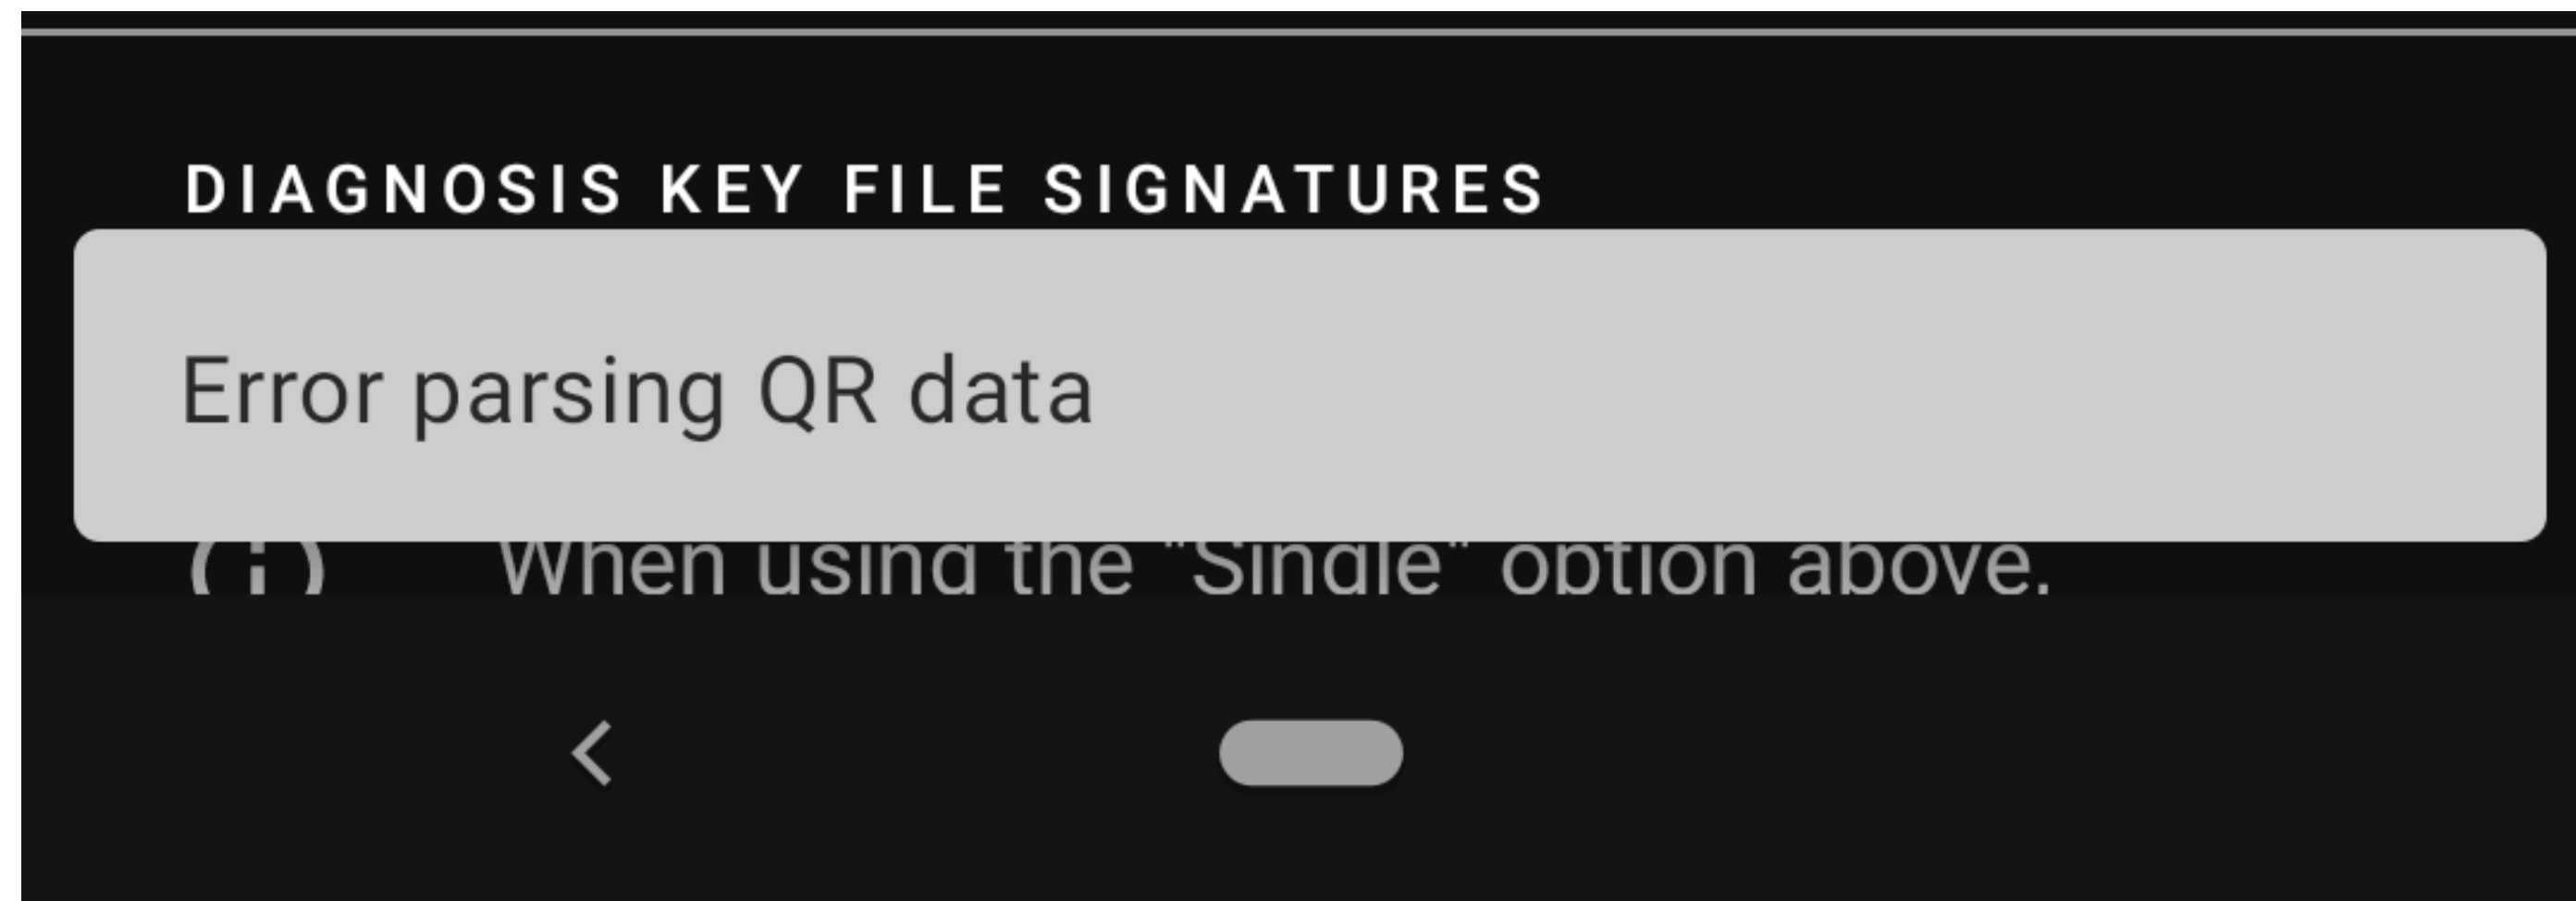 DIAGNOSIS KEY FILE SIGNATURES
Error parsing QR data
When using the "Single" option above.